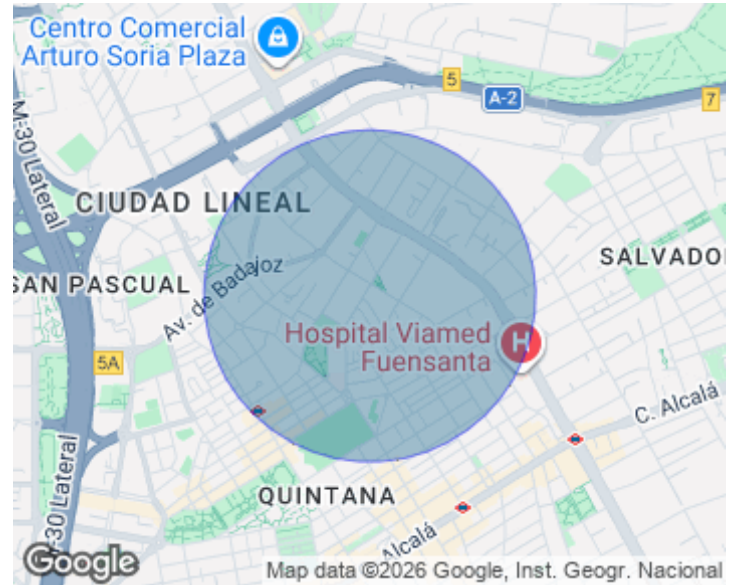 Centro Comercial
Arturo Soria Plaza
5
A-2
7
M-30 Lateral
CIUDAD LINEAL
SALVADO
SAN PASCUAL
Av. de Badajoz
Hospital Viamed
Fuensanta
H
5A
C. Alcalá
M-30 Lateral
QUINTANA
Alcalá
Google
Map data ©2026 Google, Inst. Geogr. Nacional